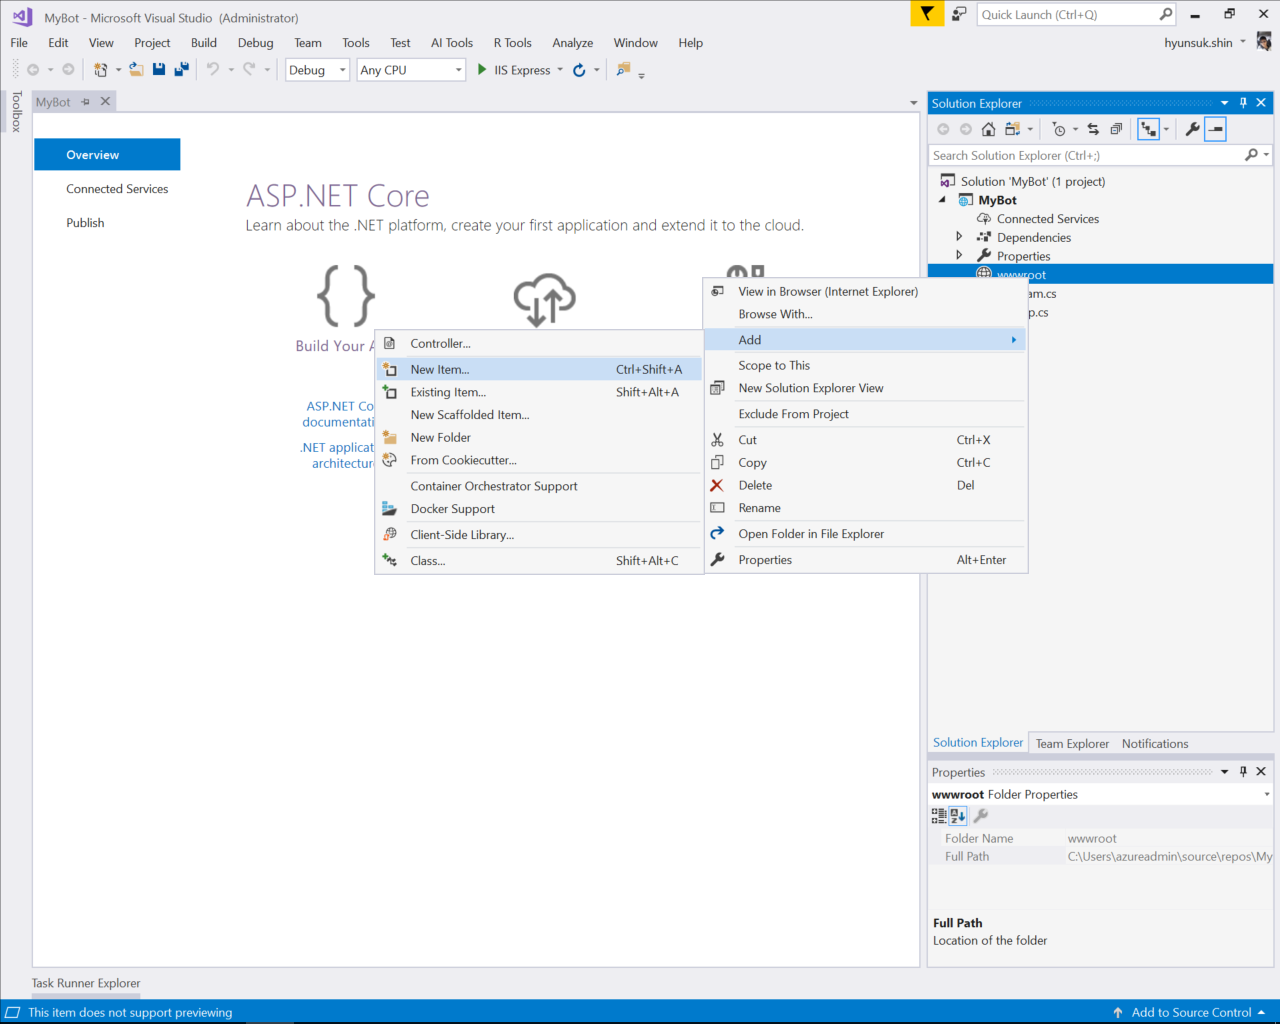 MyBot - Microsoft Visual Studio (Administrator)
Quick Launch (Ctrl+Q)
File Edit View Project Build Debug Team Tools Test AI Tools R Tools Analyze Window Help
hyunsuk.shin
Debug Any CPU IIS Express
Toolbox
MyBot
Overview
Connected Services
Publish
ASP.NET Core
Learn about the .NET platform, create your first application and extend it to the cloud.
Build Your A
ASP.NET Co
documentati
.NET applicat
architectur
Controller...
New Item... Ctrl+Shift+A
Existing Item... Shift+Alt+A
New Scaffolded Item...
New Folder
From Cookiecutter...
Container Orchestrator Support
Docker Support
Client-Side Library...
Class... Shift+Alt+C
View in Browser (Internet Explorer)
Browse With...
Add
Scope to This
New Solution Explorer View
Exclude From Project
Cut Ctrl+X
Copy Ctrl+C
Delete Del
Rename
Open Folder in File Explorer
Properties Alt+Enter
Solution Explorer
Search Solution Explorer (Ctrl+;)
Solution 'MyBot' (1 project)
MyBot
Connected Services
Dependencies
Properties
wwwroot
am.cs
p.cs
Solution Explorer Team Explorer Notifications
Properties
wwwroot Folder Properties
Folder Name wwwroot
Full Path C:\Users\azureadmin\source\repos\My
Full Path
Location of the folder
Task Runner Explorer
This item does not support previewing
Add to Source Control